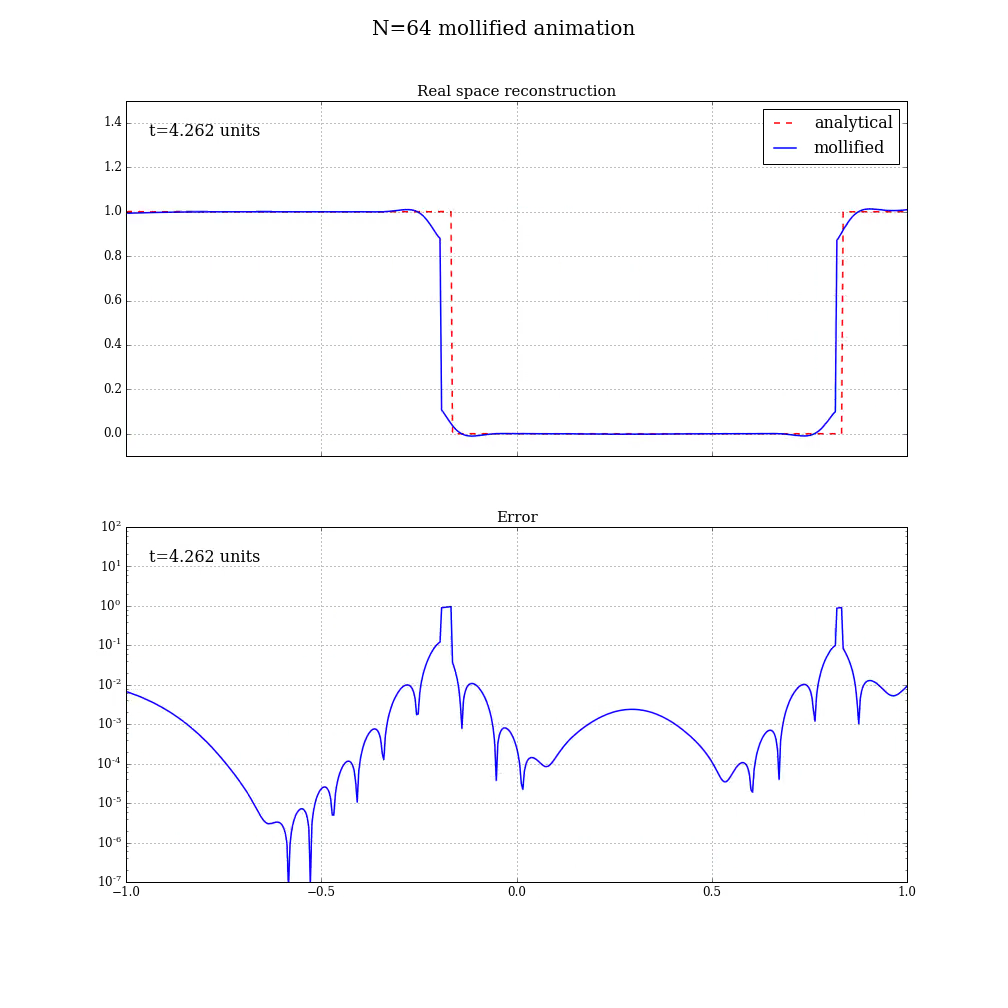 N=64 mollified animation
Real space reconstruction
t=4.262 units
analytical
mollified
1.4
1.2
1.0
0.8
0.6
0.4
0.2
0.0
Error
t=4.262 units
10²
10¹
10⁰
10⁻¹
10⁻²
10⁻³
10⁻⁴
10⁻⁵
10⁻⁶
10⁻⁷
−1.0 −0.5 0.0 0.5 1.0